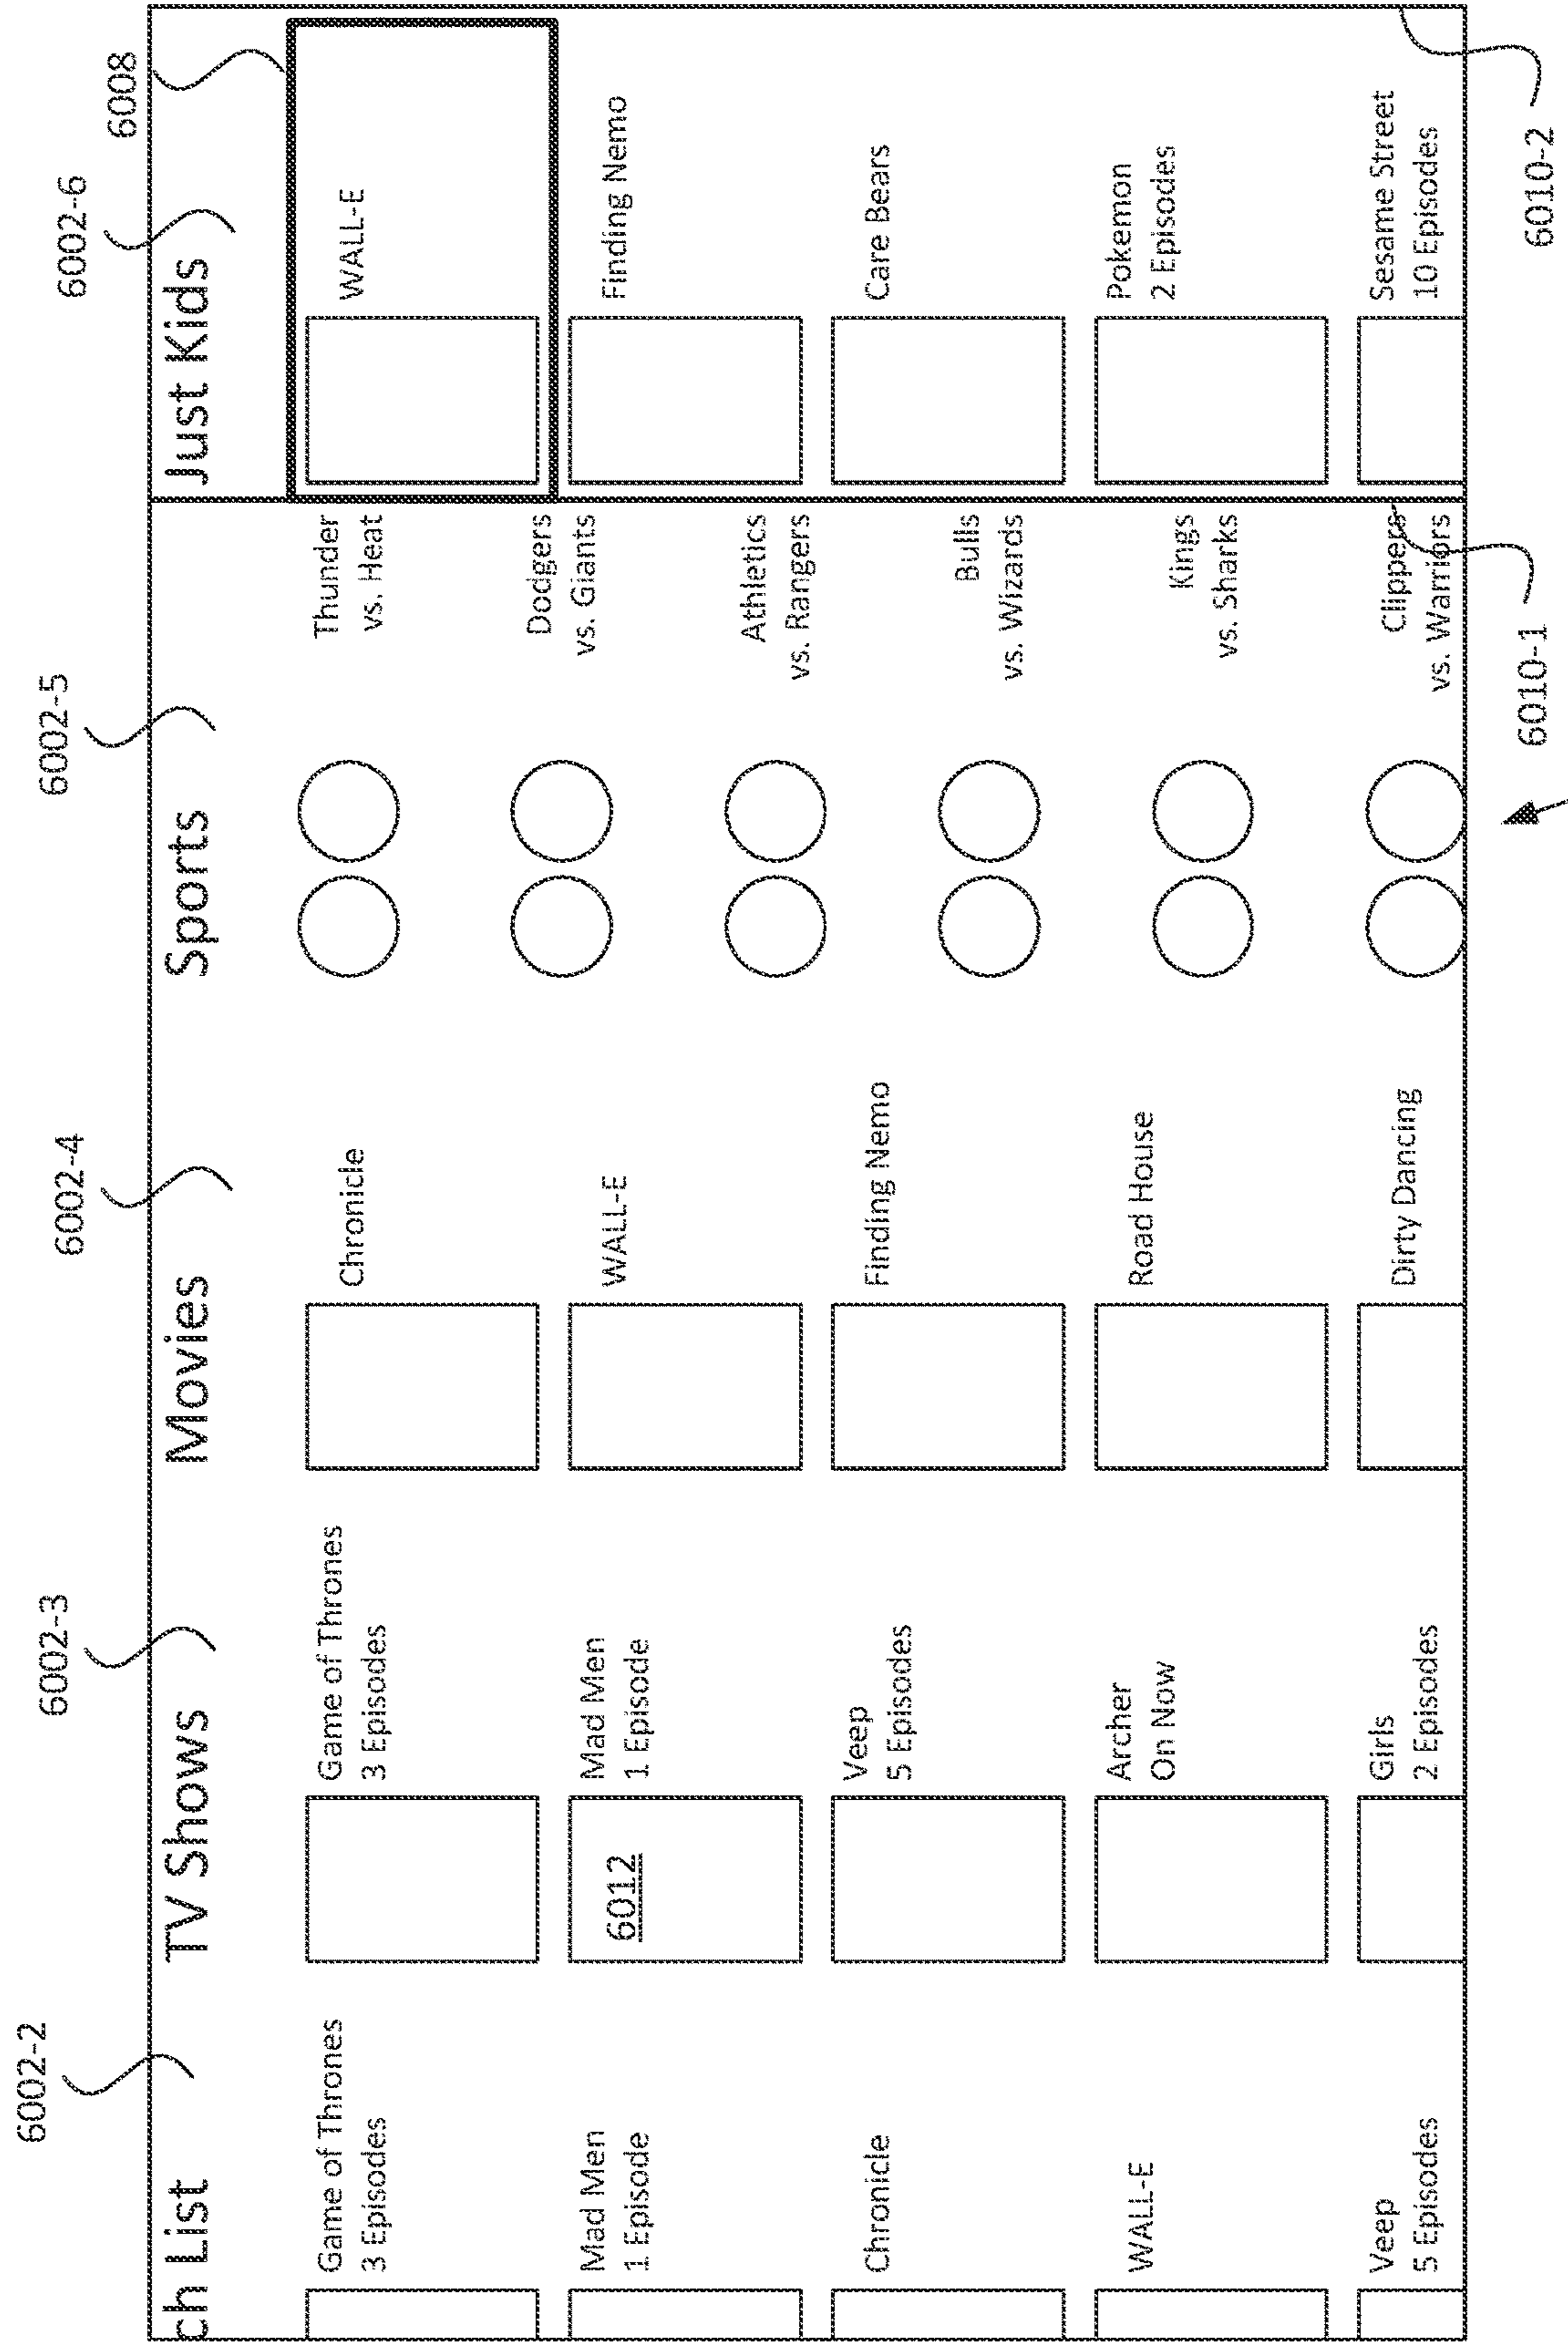 6002-2
6002-3
6002-4
6002-5
6002-6
6008
ch List
Game of Thrones
3 Episodes
Mad Men
1 Episode
Chronicle
WALL-E
Veep
5 Episodes
TV Shows
Game of Thrones
3 Episodes
6012
Mad Men
1 Episode
Veep
5 Episodes
Archer
On Now
Girls
2 Episodes
Movies
Chronicle
WALL-E
Finding Nemo
Road House
Dirty Dancing
Sports
Thunder
vs. Heat
Dodgers
vs. Giants
Athletics
vs. Rangers
Bulls
vs. Wizards
Kings
vs. Sharks
Clippers
vs. Warriors
Just Kids
WALL-E
Finding Nemo
Care Bears
Pokemon
2 Episodes
Sesame Street
10 Episodes
6010-1
6010-2